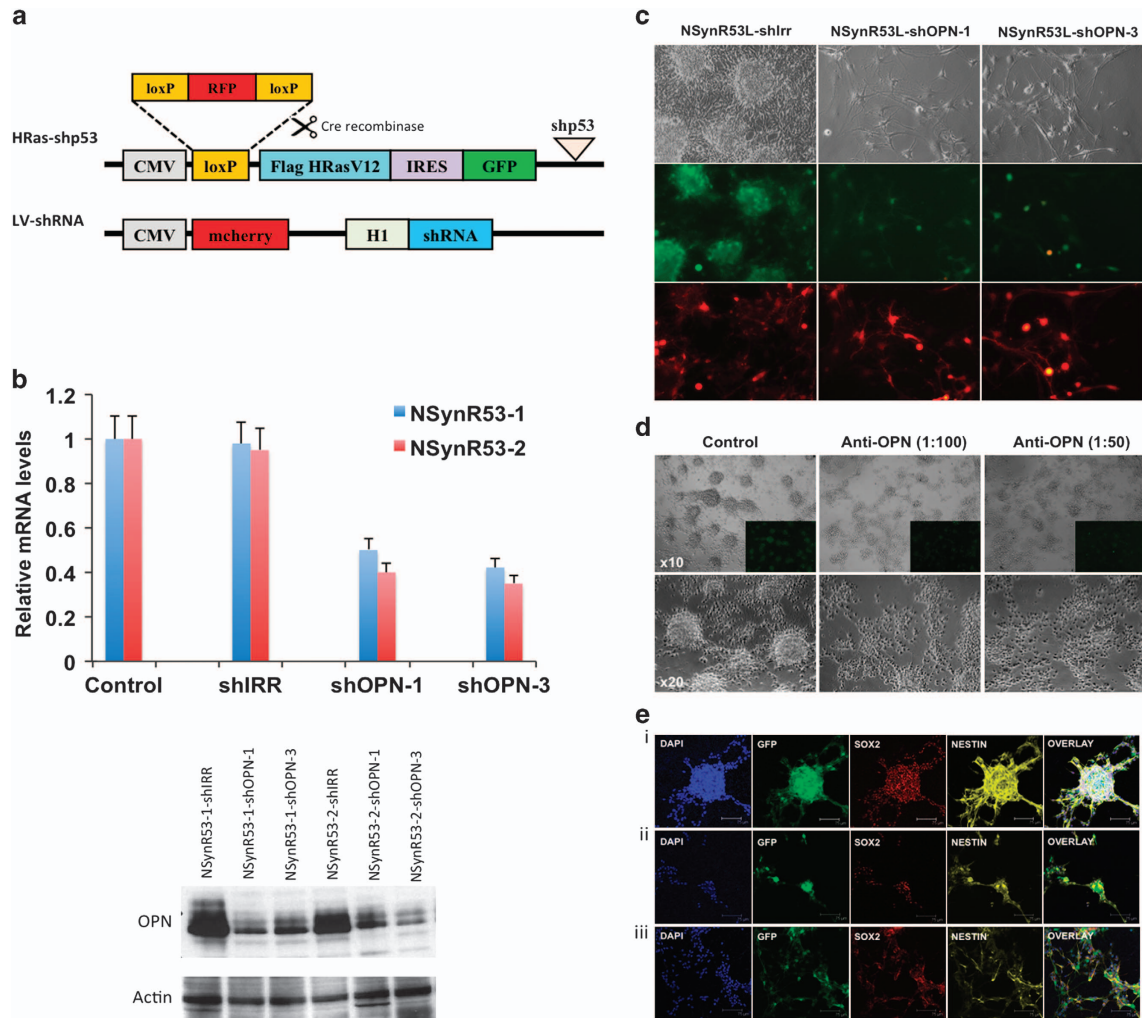 a
loxP RFP loxP
Cre recombinase
HRas-shp53
shp53
CMV loxP Flag HRasV12 IRES GFP
LV-shRNA
CMV mcherry H1 shRNA
b
Relative mRNA levels
1.2
1
0.8
0.6
0.4
0.2
0
NSynR53-1
NSynR53-2
Control shIRR shOPN-1 shOPN-3
NSynR53-1-shIRR
NSynR53-1-shOPN-1
NSynR53-1-shOPN-3
NSynR53-2-shIRR
NSynR53-2-shOPN-1
NSynR53-2-shOPN-3
OPN
Actin
c
NSynR53L-shIrr NSynR53L-shOPN-1 NSynR53L-shOPN-3
d
Control Anti-OPN (1:100) Anti-OPN (1:50)
x10
x20
e
i
DAPI GFP SOX2 NESTIN OVERLAY
ii
DAPI GFP SOX2 NESTIN OVERLAY
iii
DAPI GFP SOX2 NESTIN OVERLAY